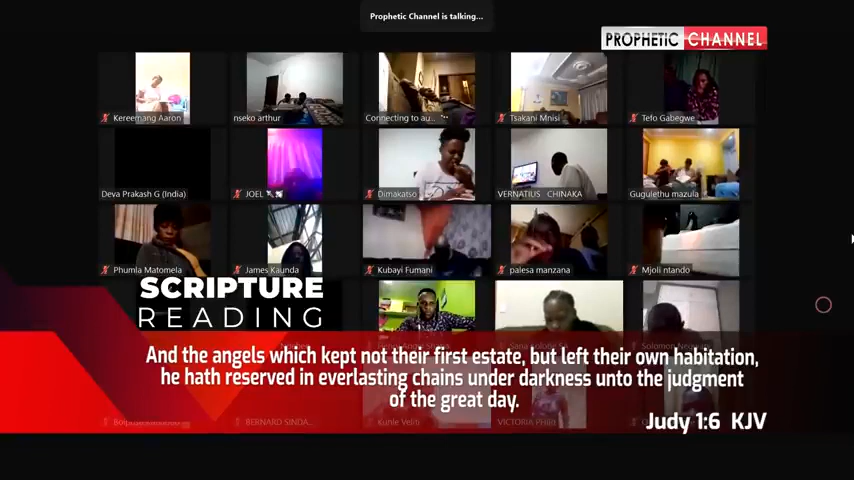 Prophetic Channel is talking...
PROPHETIC CHANNEL
Kereemang Aaron
nseko arthur
Connecting to au...
Tsakani Mnisi
Tefo Gabegwe
Deva Prakash G (India)
JOEL
Dimakatso
VERNATIUS CHINAKA
Gugulethu mazula
Phumla Matomela
James Kaunda
Kubayi Fumani
palesa manzana
Mjoli ntando
SCRIPTURE
READING
And the angels which kept not their first estate, but left their own habitation,
he hath reserved in everlasting chains under darkness unto the judgment
of the great day.
Judy 1:6 KJV
BERNARD SINDA...
Kunle Veliti